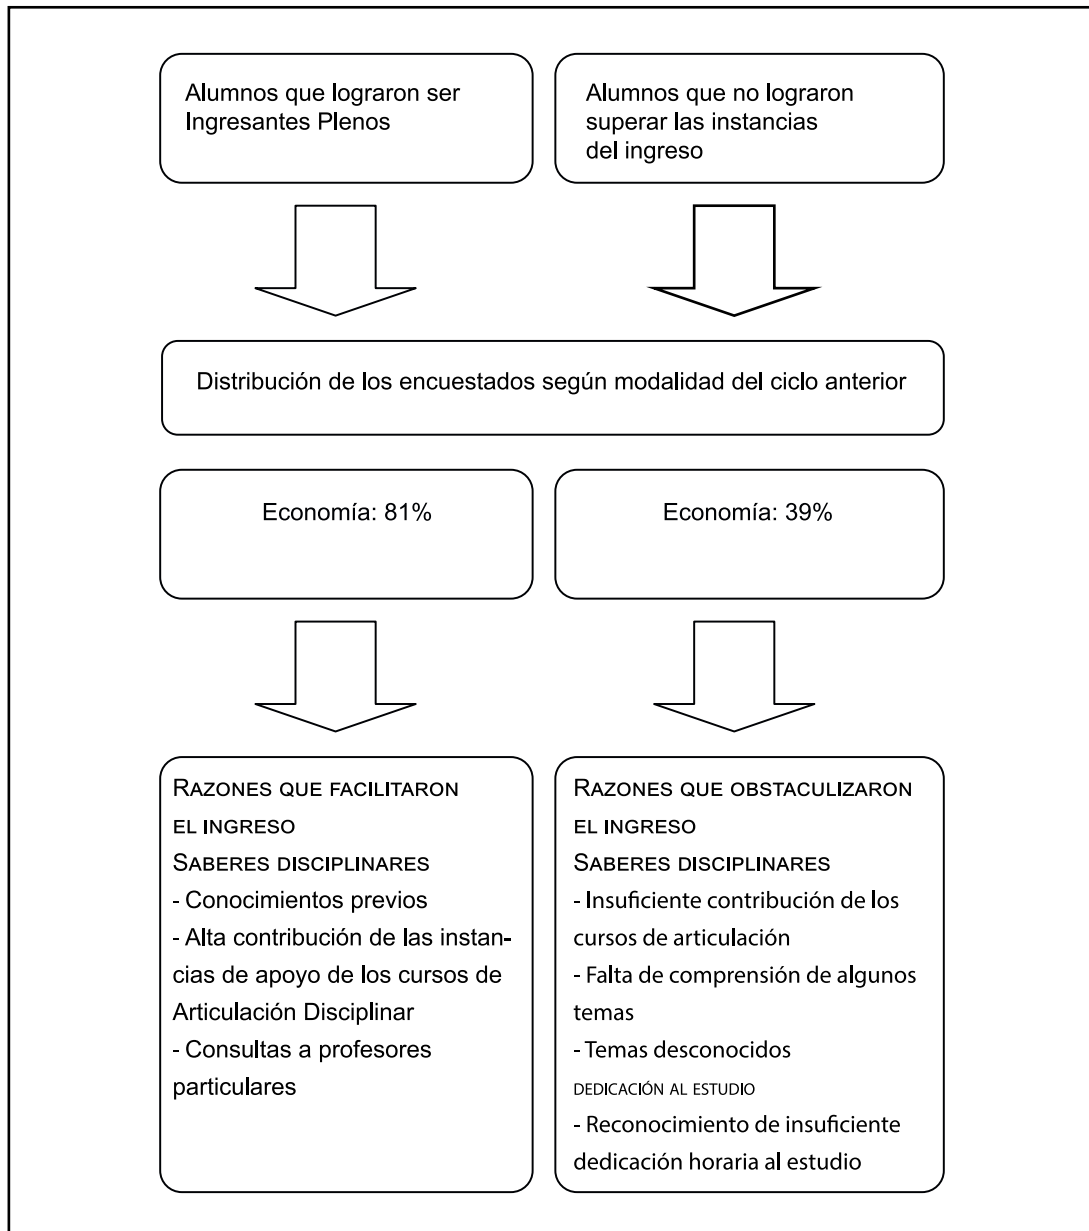 Alumnos que lograron ser
Ingresantes Plenos
Alumnos que no lograron
superar las instancias
del ingreso
Distribución de los encuestados según modalidad del ciclo anterior
Economía: 81%
Economía: 39%
RAZONES QUE FACILITARON
EL INGRESO
SABERES DISCIPLINARES
- Conocimientos previos
- Alta contribución de las instan-
cias de apoyo de los cursos de
Articulación Disciplinar
- Consultas a profesores
particulares
RAZONES QUE OBSTACULIZARON
EL INGRESO
SABERES DISCIPLINARES
- Insuficiente contribución de los
cursos de articulación
- Falta de comprensión de algunos
temas
- Temas desconocidos
DEDICACIÓN AL ESTUDIO
- Reconocimiento de insuficiente
dedicación horaria al estudio